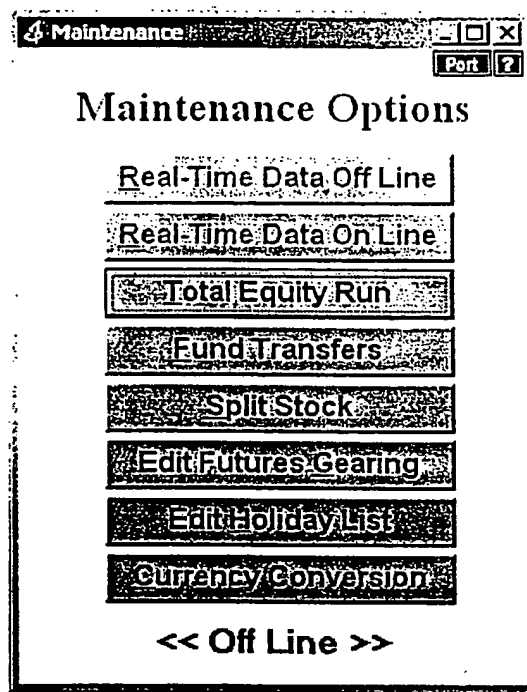 Maintenance
Port ?
Maintenance Options
Real-Time Data Off Line
Real-Time Data On Line
Total Equity Run
Fund Transfers
Split Stock
Edit Futures Gearing
Edit Holiday List
Currency Conversion
<< Off Line >>